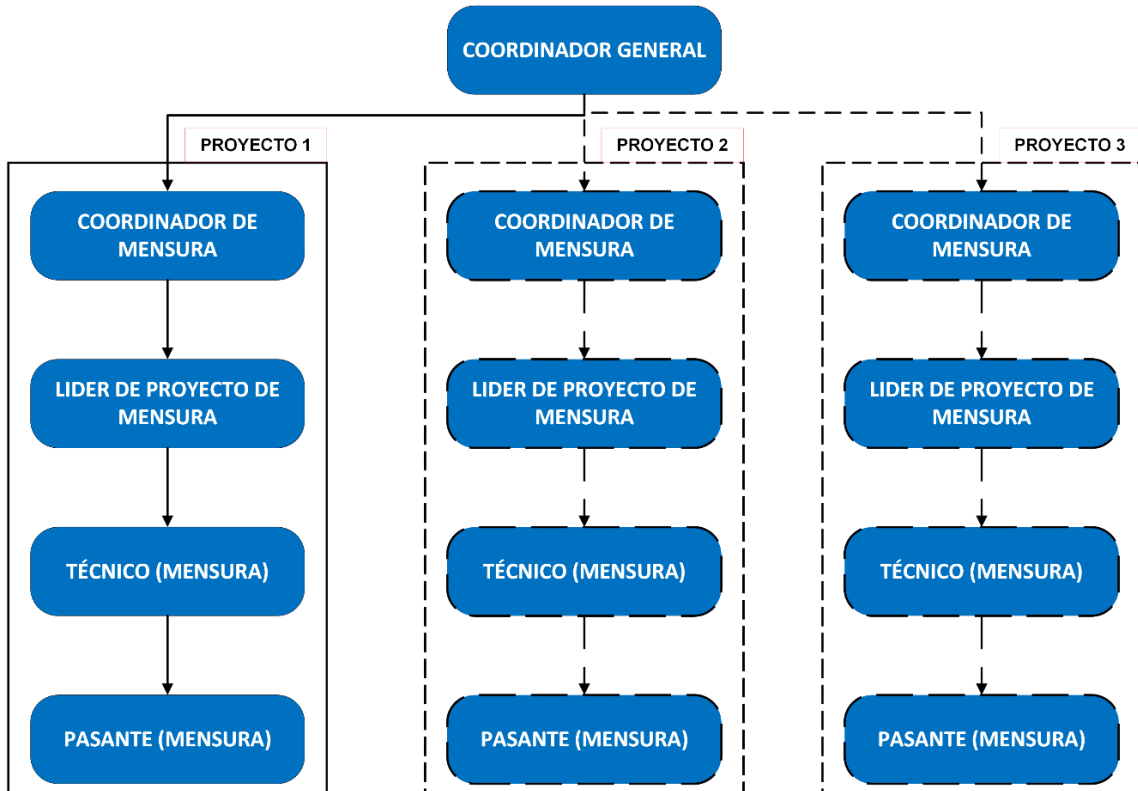 COORDINADOR GENERAL
PROYECTO 1
PROYECTO 2
PROYECTO 3
COORDINADOR DE
MENSURA
COORDINADOR DE
MENSURA
COORDINADOR DE
MENSURA
LIDER DE PROYECTO DE
MENSURA
LIDER DE PROYECTO DE
MENSURA
LIDER DE PROYECTO DE
MENSURA
TÉCNICO (MENSURA)
TÉCNICO (MENSURA)
TÉCNICO (MENSURA)
PASANTE (MENSURA)
PASANTE (MENSURA)
PASANTE (MENSURA)